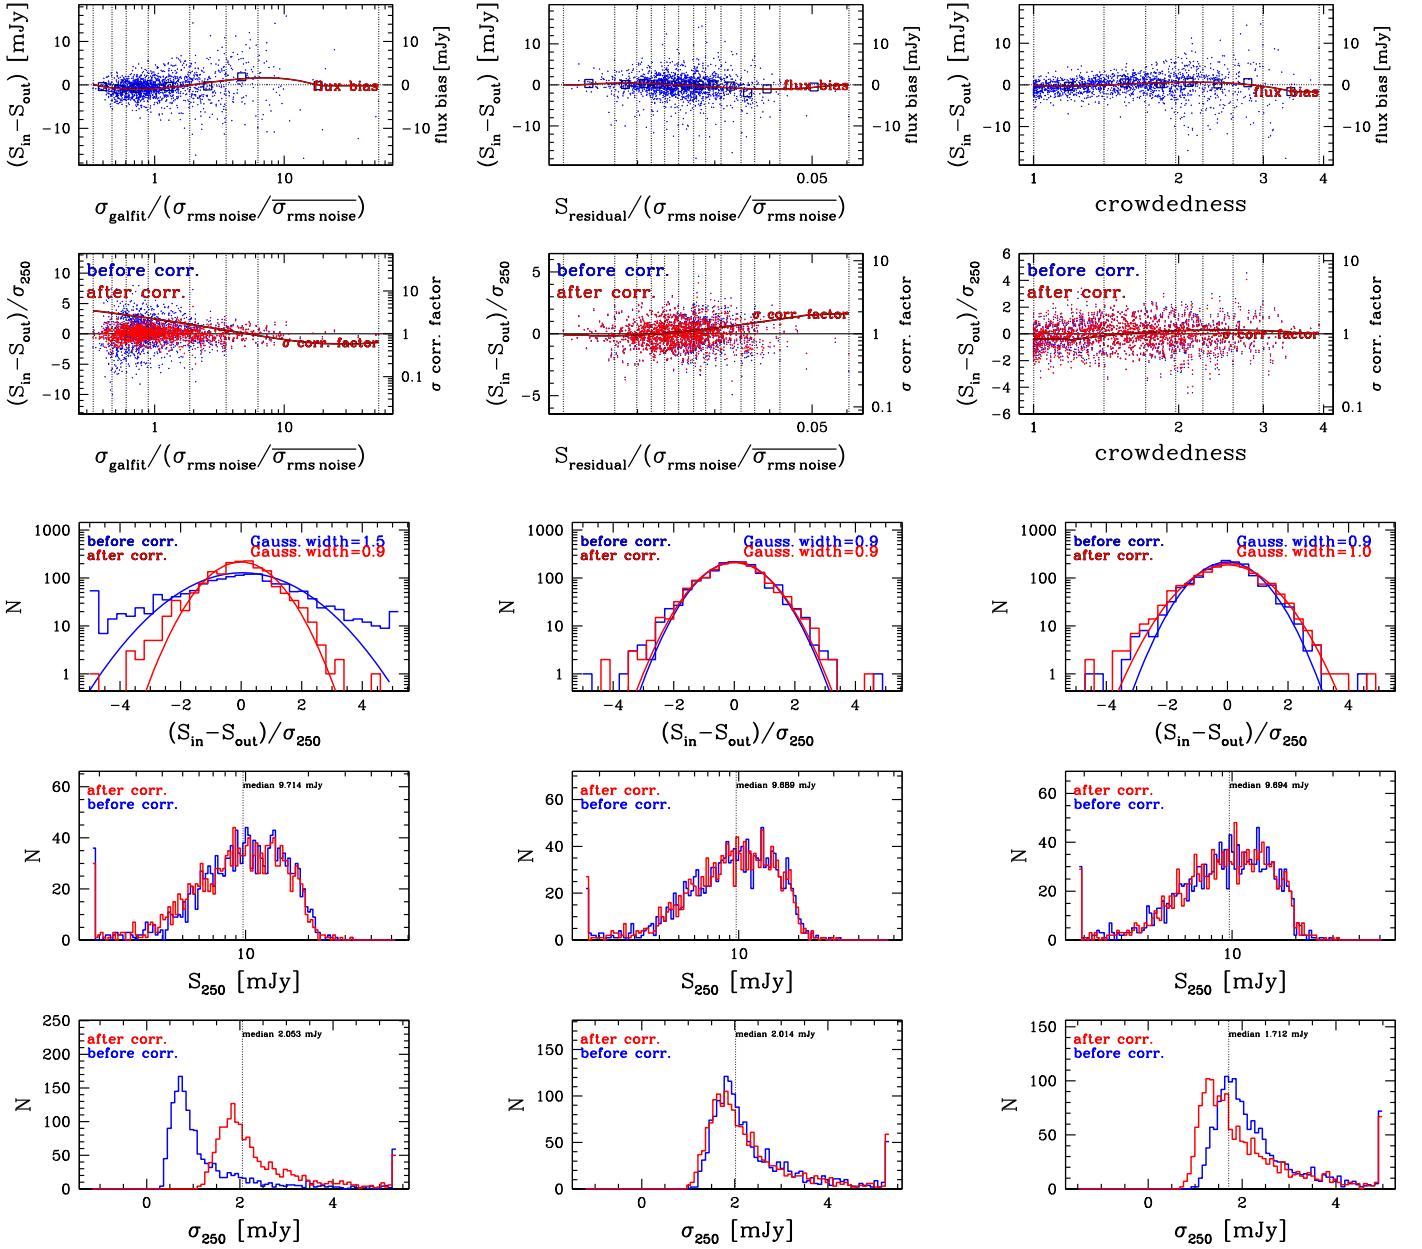 (S_in−S_out) [mJy]
10
0
−10
10
0
−10
flux bias [mJy]
flux bias
1
10
σ_galfit/(σ_rms noise/σ_rms noise)
(S_in−S_out) [mJy]
10
0
−10
10
0
−10
flux bias [mJy]
flux bias
0.05
S_residual/(σ_rms noise/σ_rms noise)
(S_in−S_out) [mJy]
10
0
−10
10
0
−10
flux bias [mJy]
flux bias
1
2
3
4
crowdedness
(S_in−S_out)/σ_250
10
5
0
−5
−10
before corr.
after corr.
σ corr. factor
10
1
0.1
σ corr. factor
1
10
σ_galfit/(σ_rms noise/σ_rms noise)
(S_in−S_out)/σ_250
5
0
−5
before corr.
after corr.
σ corr. factor
10
1
0.1
σ corr. factor
0.05
S_residual/(σ_rms noise/σ_rms noise)
(S_in−S_out)/σ_250
6
4
2
0
−2
−4
−6
before corr.
after corr.
σ corr. factor
10
1
0.1
σ corr. factor
1
2
3
4
crowdedness
N
1000
100
10
1
before corr.
after corr.
Gauss. width=1.5
Gauss. width=0.9
−4
−2
0
2
4
(S_in−S_out)/σ_250
N
1000
100
10
1
before corr.
after corr.
Gauss. width=0.9
Gauss. width=0.9
−4
−2
0
2
4
(S_in−S_out)/σ_250
N
1000
100
10
1
before corr.
after corr.
Gauss. width=0.9
Gauss. width=1.0
−4
−2
0
2
4
(S_in−S_out)/σ_250
N
60
40
20
0
after corr.
before corr.
median 9.714 mJy
10
S_250 [mJy]
N
60
40
20
0
after corr.
before corr.
median 9.689 mJy
10
S_250 [mJy]
N
60
40
20
0
after corr.
before corr.
median 9.694 mJy
10
S_250 [mJy]
N
250
200
150
100
50
0
after corr.
before corr.
median 2.053 mJy
0
2
4
σ_250 [mJy]
N
150
100
50
0
after corr.
before corr.
median 2.014 mJy
0
2
4
σ_250 [mJy]
N
150
100
50
0
after corr.
before corr.
median 1.712 mJy
0
2
4
σ_250 [mJy]